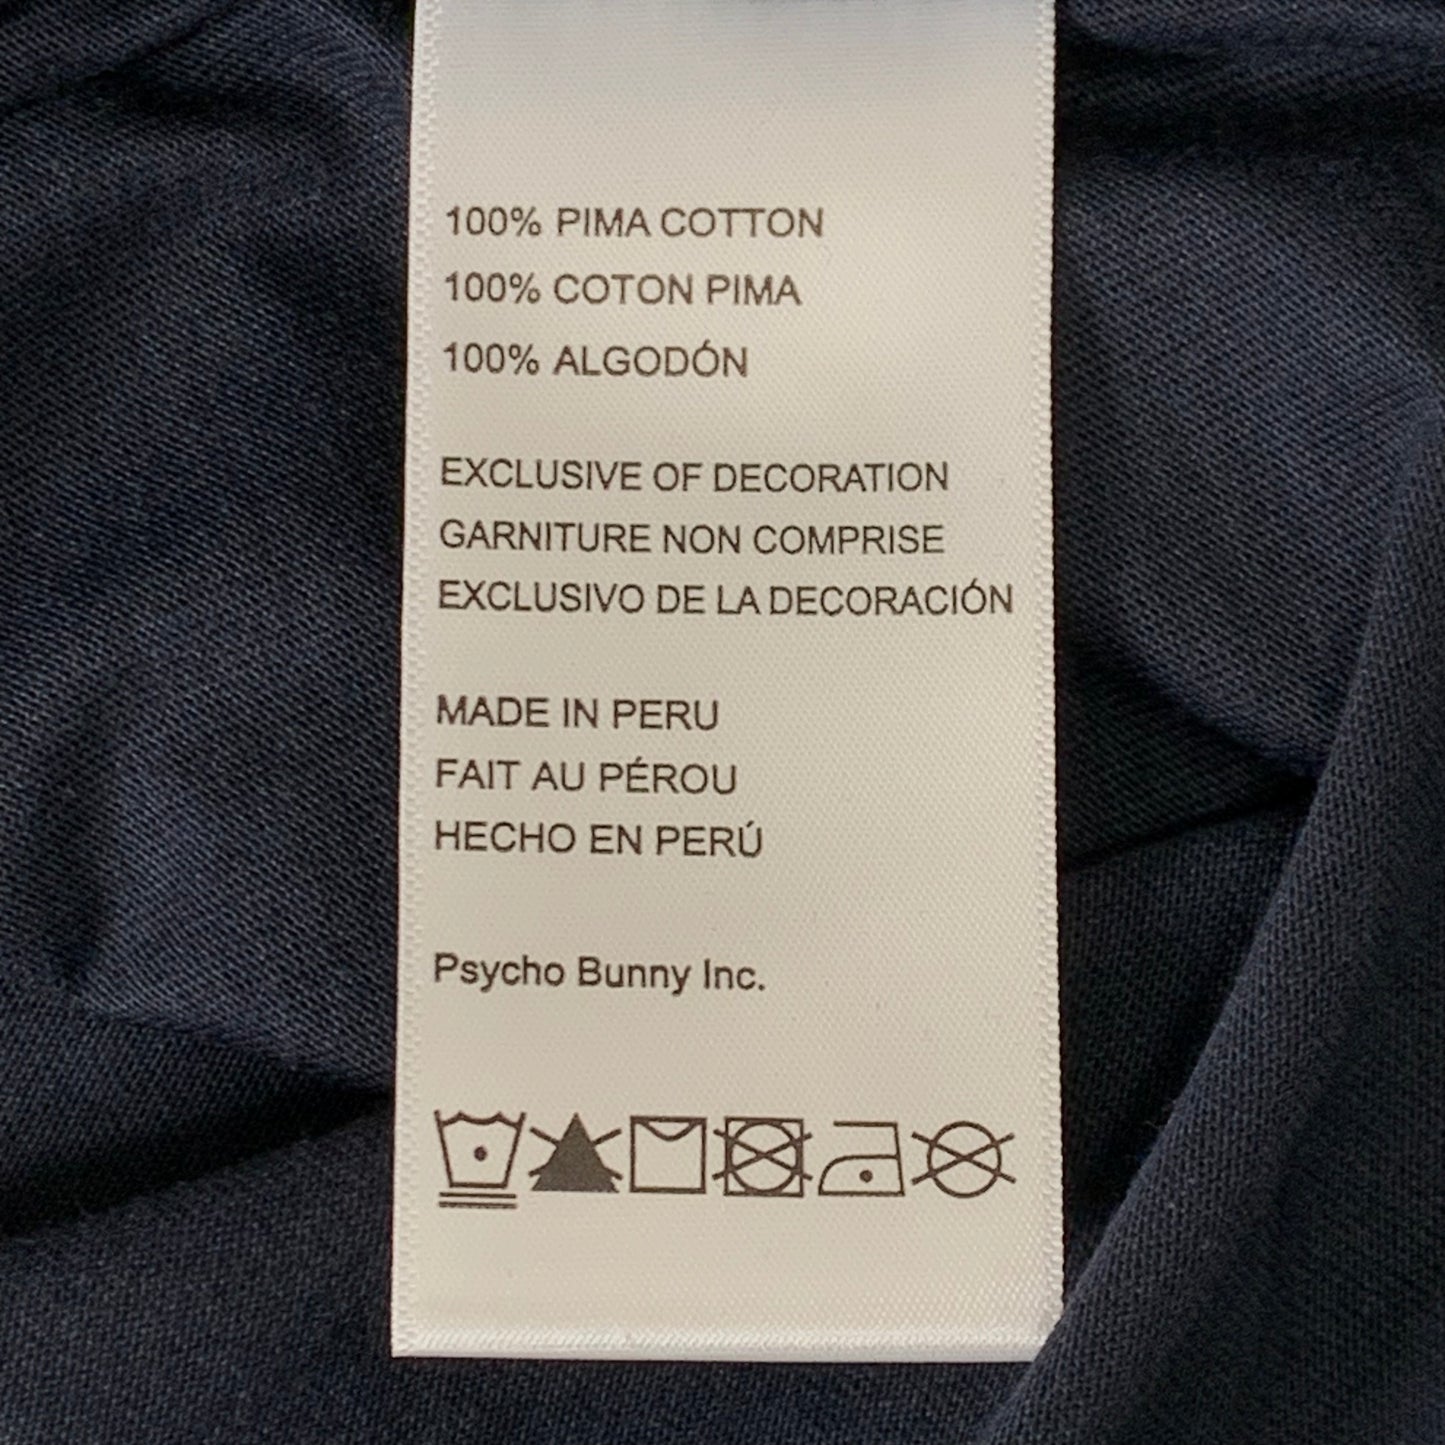 100% PIMA COTTON
100% COTON PIMA
100% ALGODÓN
EXCLUSIVE OF DECORATION
GARNITURE NON COMPRISE
EXCLUSIVO DE LA DECORACIÓN
MADE IN PERU
FAIT AU PÉROU
HECHO EN PERÚ
Psycho Bunny Inc.